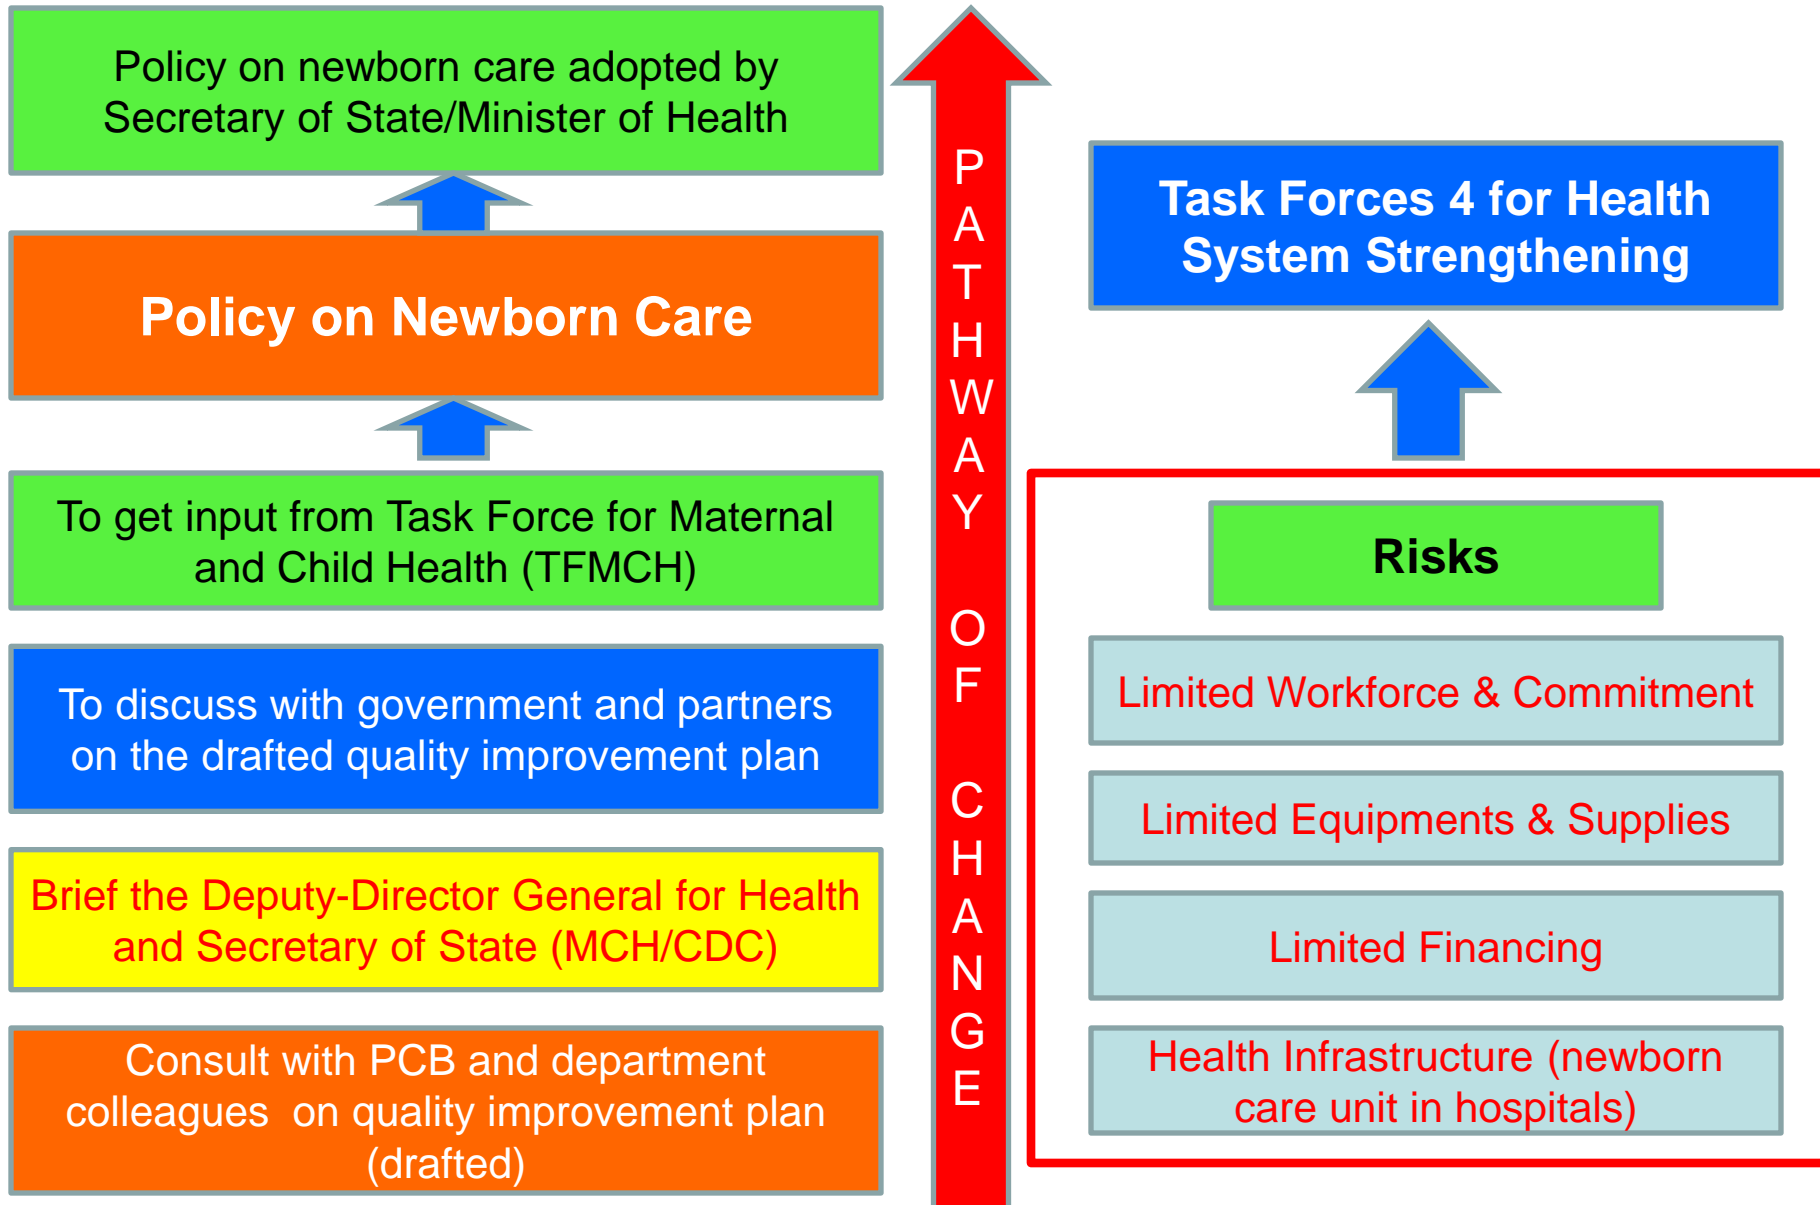 Policy on newborn care adopted by
Secretary of State/Minister of Health
Policy on Newborn Care
To get input from Task Force for Maternal
and Child Health (TFMCH)
To discuss with government and partners
on the drafted quality improvement plan
Brief the Deputy-Director General for Health
and Secretary of State (MCH/CDC)
Consult with PCB and department
colleagues on quality improvement plan
(drafted)
PATHWAY OF CHANGE
Task Forces 4 for Health
System Strengthening
Risks
Limited Workforce & Commitment
Limited Equipments & Supplies
Limited Financing
Health Infrastructure (newborn
care unit in hospitals)